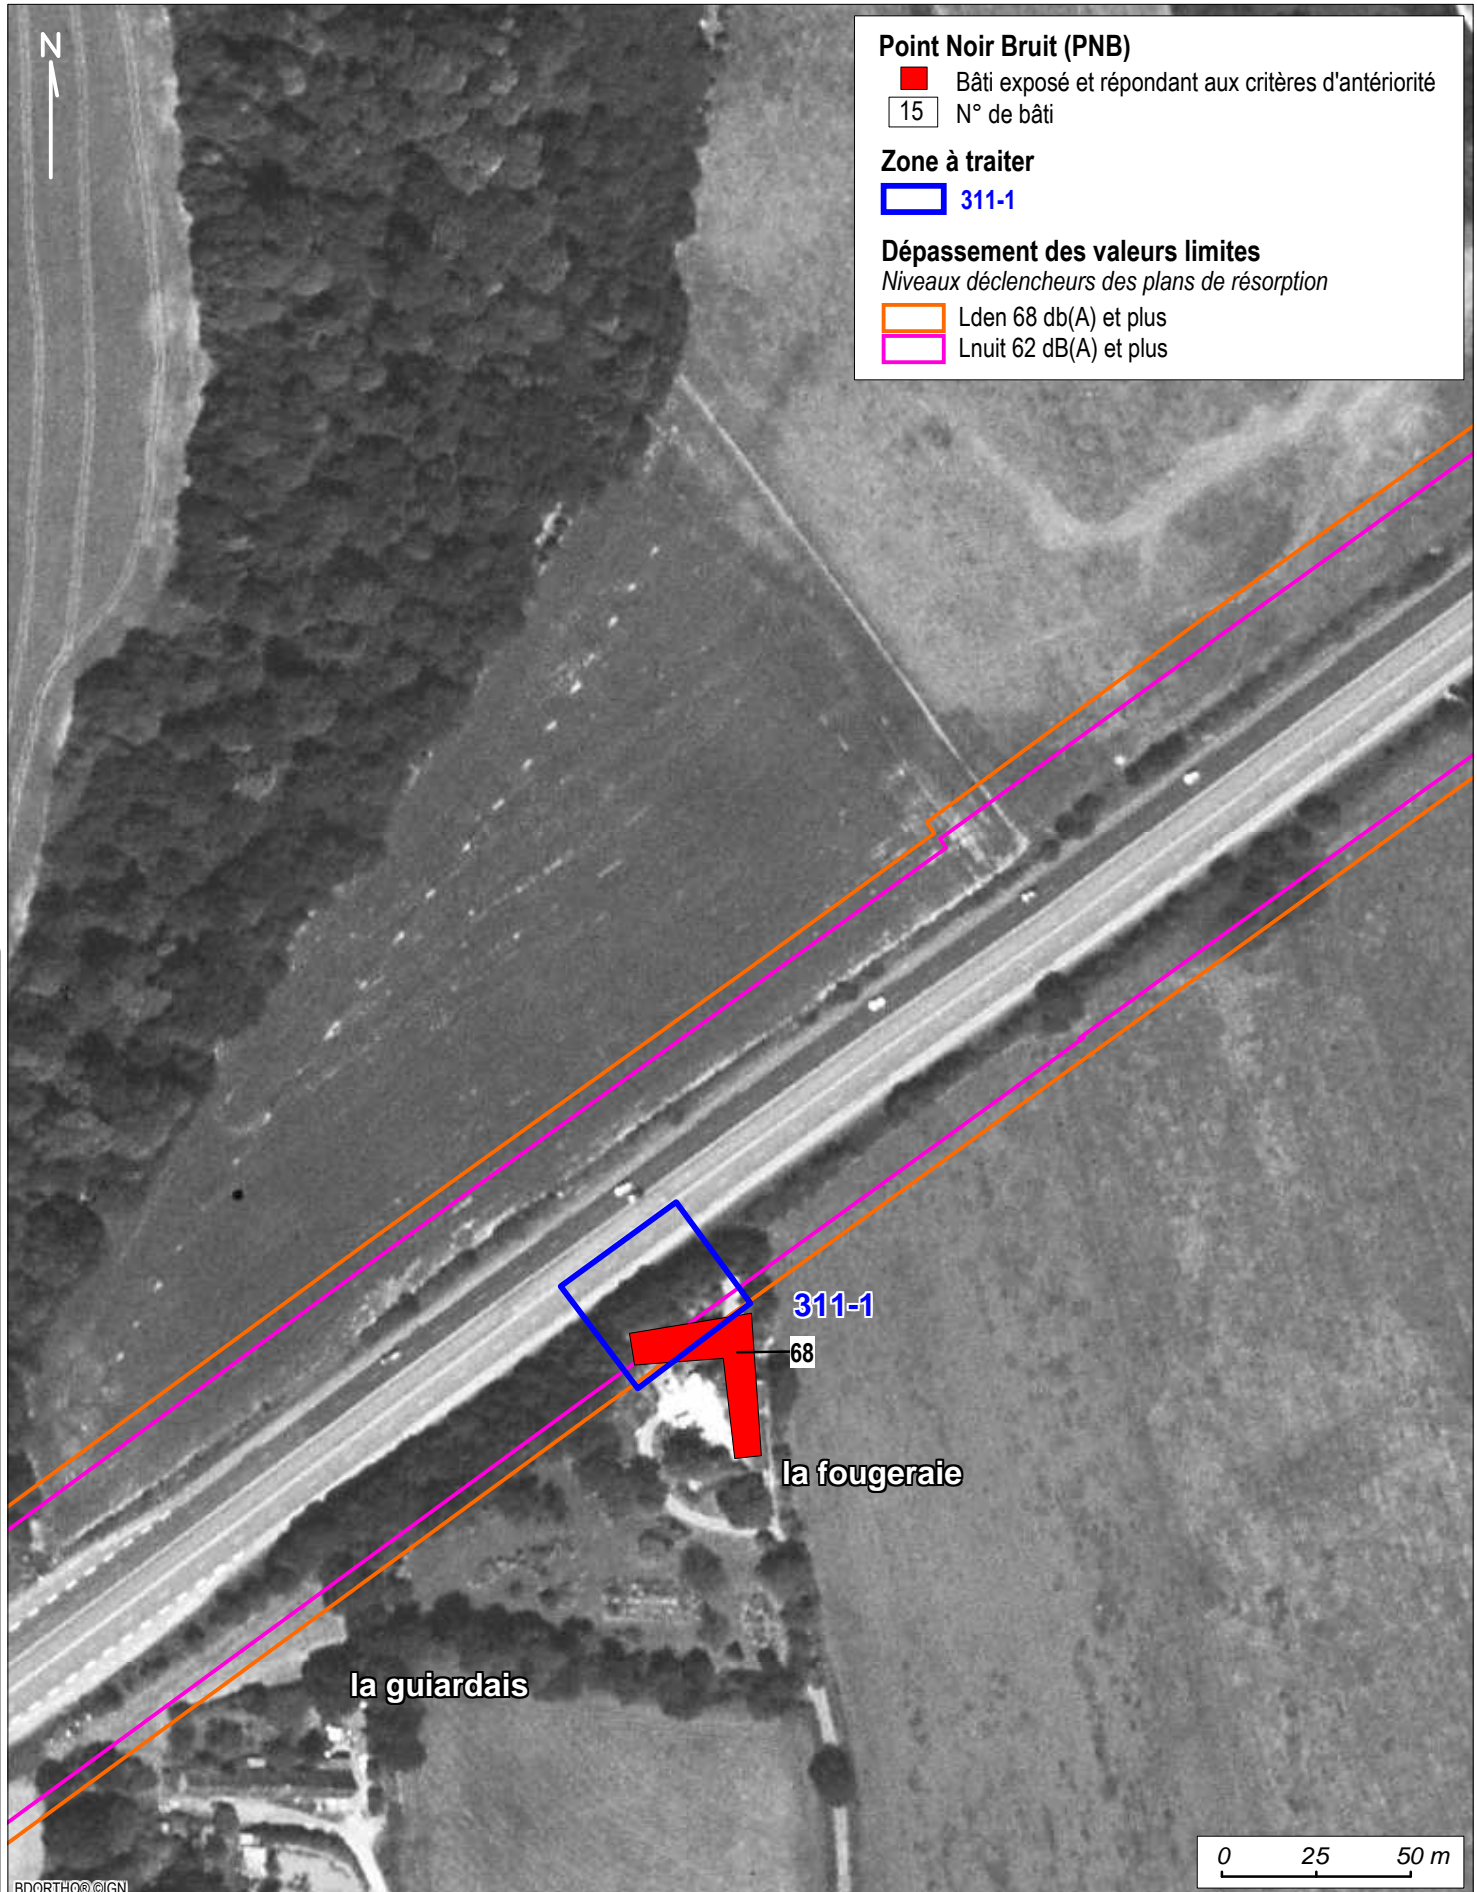 N
Point Noir Bruit (PNB)
Bâti exposé et répondant aux critères d'antériorité
15 N° de bâti
Zone à traiter
311-1
Dépassement des valeurs limites
Niveaux déclencheurs des plans de résorption
Lden 68 db(A) et plus
Lnuit 62 dB(A) et plus
311-1
68
la fougeraie
la guiardais
0 25 50 m
BDORTHO® ©IGN